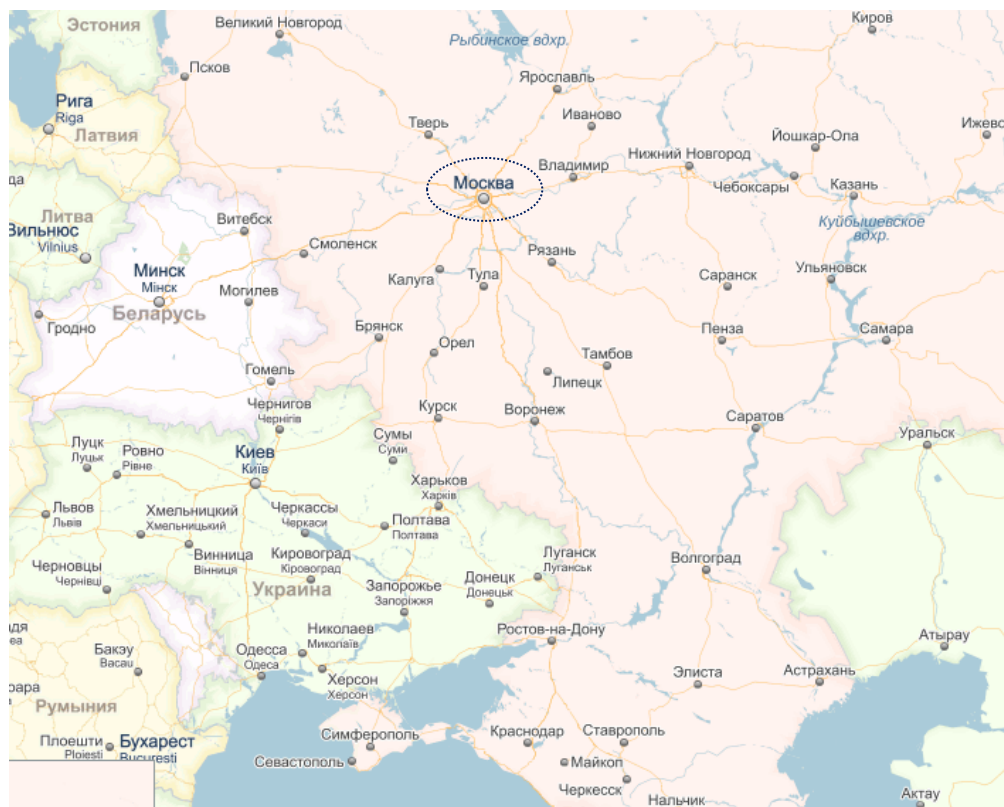 Эстония
Великий Новгород
Киров
Рыбинское вдхр.
Псков
Ярославль
Рига
Riga
Латвия
Тверь
Иваново
Йошкар-Ола
Нижний Новгород
Владимир
Москва
Чебоксары
Казань
Литва
Вильнюс
Vilnius
Витебск
Куйбышевское
вдхр.
Смоленск
Рязань
Минск
Мінск
Калуга
Тула
Саранск
Ульяновск
Могилев
Беларусь
Гродно
Брянск
Орел
Пенза
Самара
Тамбов
Липецк
Гомель
Чернигов
Чернігів
Курск
Воронеж
Саратов
Уральск
Сумы
Суми
Луцк
Луцьк
Ровно
Рівне
Киев
Київ
Харьков
Харків
Львов
Львів
Хмельницкий
Хмельницький
Черкассы
Черкаси
Полтава
Полтава
Винница
Вінниця
Кировоград
Кіровоград
Луганск
Луганськ
Волгоград
Черновцы
Чернівці
Украина
Запорожье
Запоріжжя
Донецк
Донецьк
Николаев
Миколаїв
Ростов-на-Дону
Атырау
Бакэу
Bacau
Одесса
Одеса
Херсон
Херсон
Элиста
Астрахань
Румыния
Плоешти
Ploiesti
Бухарест
Bucuresti
Симферополь
Севастополь
Краснодар
Ставрополь
Майкоп
Черкесск
Нальчик
Актау